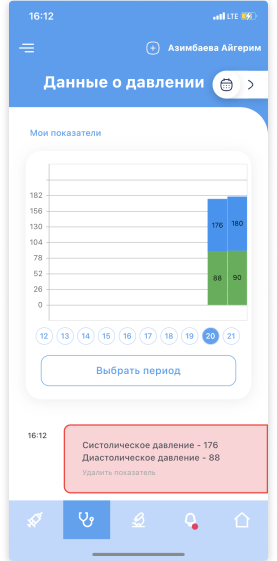 16:12
LTE
Азимбаева Айгерим
Данные о давлении
Мои показатели
182
156
130
104
78
52
26
0
176 180
88 90
12 13 14 15 16 17 18 19 20 21
Выбрать период
16:12
Систолическое давление - 176
Диастолическое давление - 88
Удалить показатель